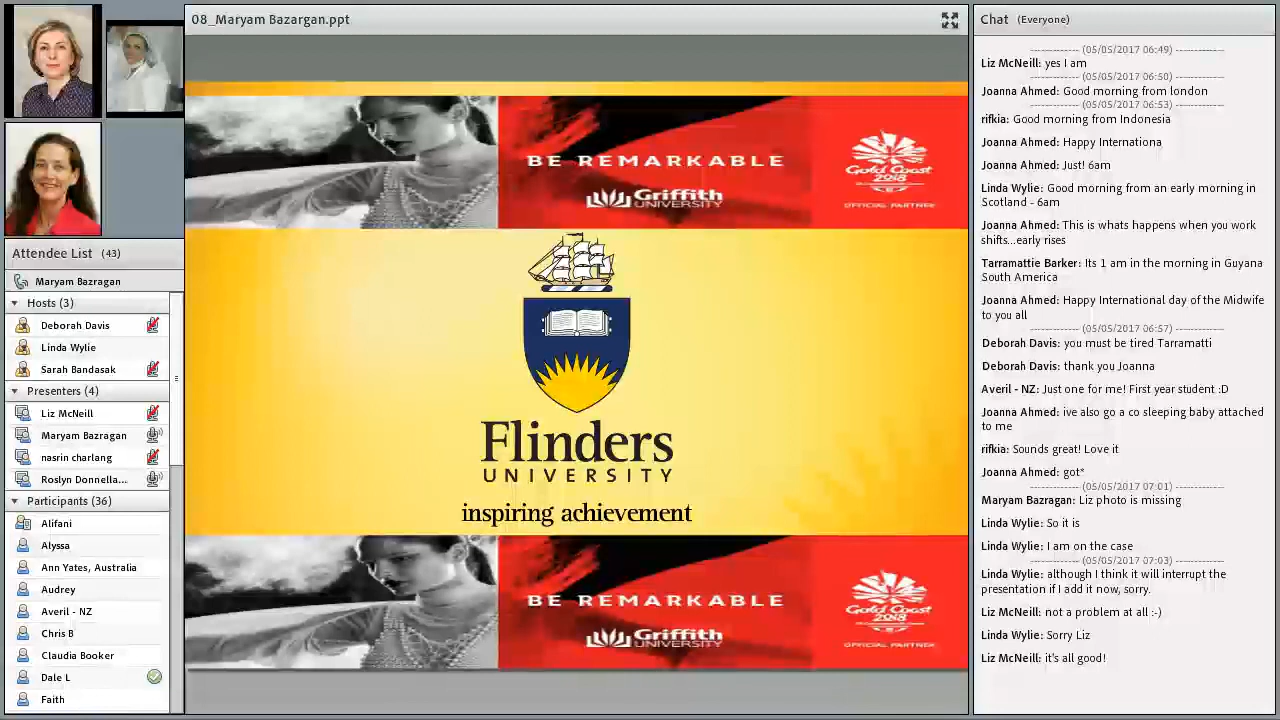 08_Maryam Bazargan.ppt
BE REMARKABLE
Griffith
UNIVERSITY
Gold Coast
2018
OFFICIAL PARTNER
Flinders
UNIVERSITY
inspiring achievement
BE REMARKABLE
Griffith
UNIVERSITY
Gold Coast
2018
OFFICIAL PARTNER
Attendee List (43)
Maryam Bazragan
Hosts (3)
Deborah Davis
Linda Wylie
Sarah Bandasak
Presenters (4)
Liz McNeill
Maryam Bazragan
nasrin charlang
Roslyn Donnella...
Participants (36)
Alifani
Alyssa
Ann Yates, Australia
Audrey
Averil - NZ
Chris B
Claudia Booker
Dale L
Faith
Chat (Everyone)
------------- (05/05/2017 06:49) -------------
Liz McNeill: yes I am
------------- (05/05/2017 06:50) -------------
Joanna Ahmed: Good morning from london
------------- (05/05/2017 06:53) -------------
rifkia: Good morning from Indonesia
Joanna Ahmed: Happy Internationa
Joanna Ahmed: Just! 6am
Linda Wylie: Good morning from an early morning in
Scotland - 6am
Joanna Ahmed: This is whats happens when you work
shifts...early rises
Tarramattie Barker: Its 1 am in the morning in Guyana
South America
Joanna Ahmed: Happy International day of the Midwife
to you all
------------- (05/05/2017 06:57) -------------
Deborah Davis: you must be tired Tarramatti
Deborah Davis: thank you Joanna
Averil - NZ: Just one for me! First year student :D
Joanna Ahmed: ive also go a co sleeping baby attached
to me
rifkia: Sounds great! Love it
Joanna Ahmed: got*
------------- (05/05/2017 07:01) -------------
Maryam Bazragan: Liz photo is missing
Linda Wylie: So it is
Linda Wylie: I am on the case
------------- (05/05/2017 07:03) -------------
Linda Wylie: although I think it will interrupt the
presentation if I add it now, sorry.
Liz McNeill: not a problem at all :-)
Linda Wylie: Sorry Liz
Liz McNeill: it's all good!